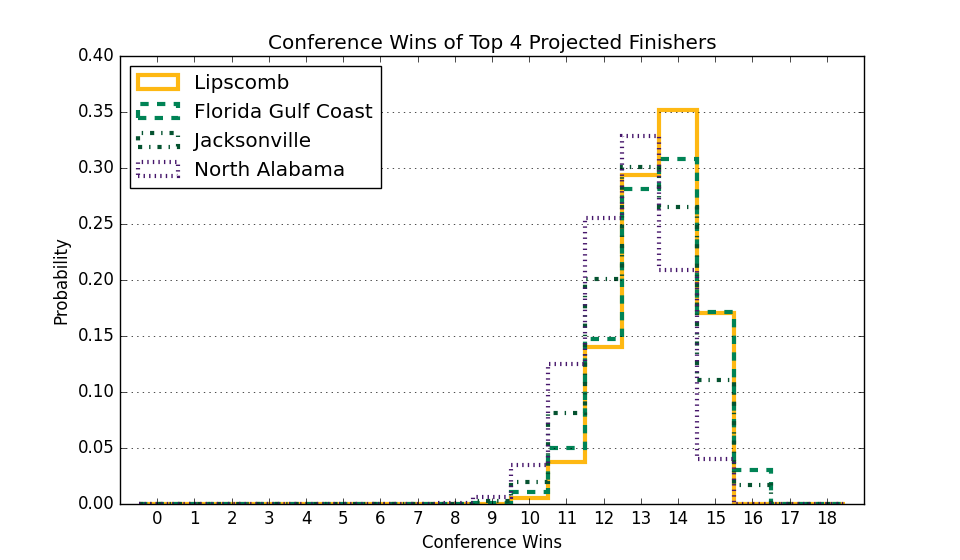 Conference Wins of Top 4 Projected Finishers
Lipscomb
Florida Gulf Coast
Jacksonville
North Alabama
0.40
0.35
0.30
0.25
0.20
0.15
0.10
0.05
0.00
Probability
0 1 2 3 4 5 6 7 8 9 10 11 12 13 14 15 16 17 18
Conference Wins